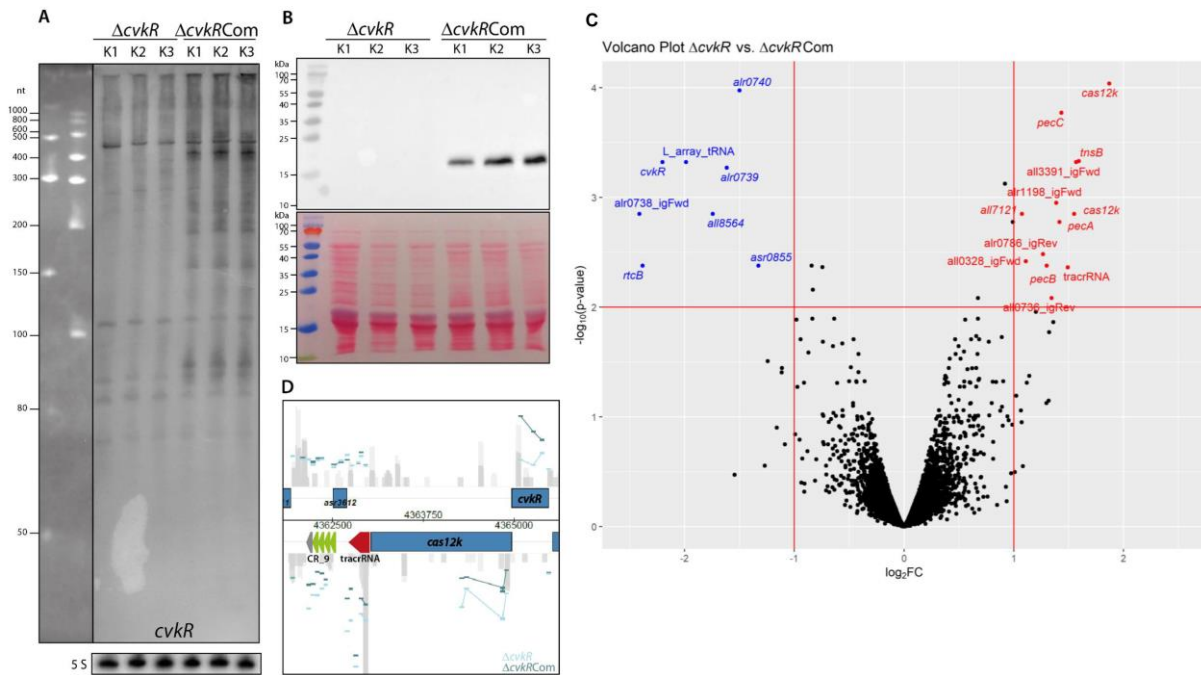 A
ΔcvkR ΔcvkRCom
K1 K2 K3 K1 K2 K3
nt
1000
800
600
500
400
300
200
150
100
80
50
cvkR
5 S
B
ΔcvkR ΔcvkRCom
K1 K2 K3 K1 K2 K3
kDa
100
70
55
40
35
25
15
10
kDa
100
70
55
40
35
25
15
10
D
asr3612
cvkR
4362500 4363750 4365000
CR_9 tracrRNA cas12k
ΔcvkR
ΔcvkRCom
C
Volcano Plot ΔcvkR vs. ΔcvkRCom
-log10(p-value)
4
3
2
1
0
alr0740
cas12k
pecC
L_array_tRNA
tnsB
cvkR
alr0739
all3391_igFwd
alr1198_igFwd
alr0738_igFwd
all8564
all7121
cas12k
pecA
alr0786_igRev
all0328_igFwd
rtcB
asr0855
pecB
tracrRNA
all0736_igRev
-2 -1 0 1 2
log2FC